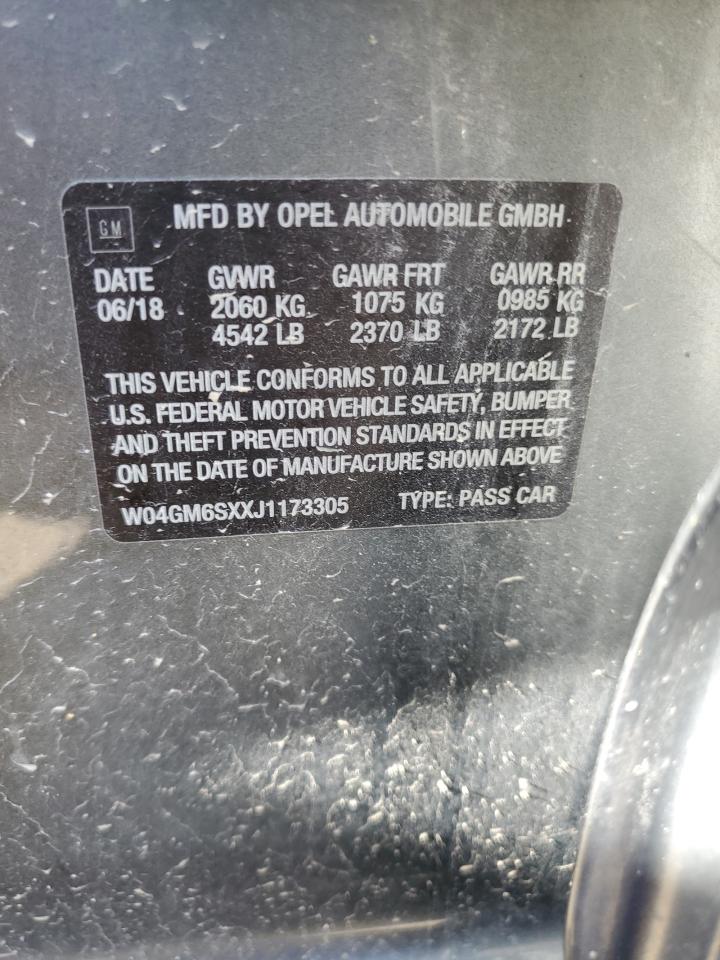 GM
MFD BY OPEL AUTOMOBILE GMBH
DATE GVWR GAWR FRT GAWR RR
06/18 2060 KG 1075 KG 0985 KG
4542 LB 2370 LB 2172 LB
THIS VEHICLE CONFORMS TO ALL APPLICABLE
U.S. FEDERAL MOTOR VEHICLE SAFETY, BUMPER
AND THEFT PREVENTION STANDARDS IN EFFECT
ON THE DATE OF MANUFACTURE SHOWN ABOVE
W04GM6SXXJ1173305 TYPE: PASS CAR